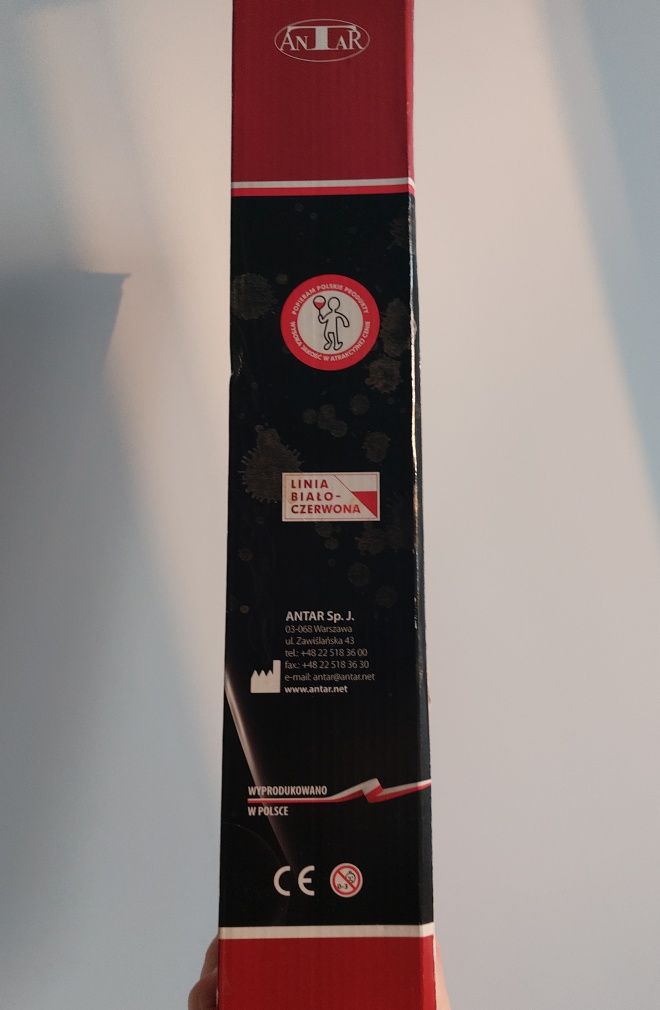 ANTAR
POPIERAM POLSKIE PRODUKTY
WYSOKA JAKOŚĆ W ATRAKCYJNEJ CENIE
LINIA
BIAŁO-
CZERWONA
ANTAR Sp. J.
03-068 Warszawa
ul. Zawiślańska 43
tel.: +48 22 518 36 00
fax.: +48 22 518 36 30
e-mail: antar@antar.net
www.antar.net
WYPRODUKOWANO
W POLSCE
CE
0-3